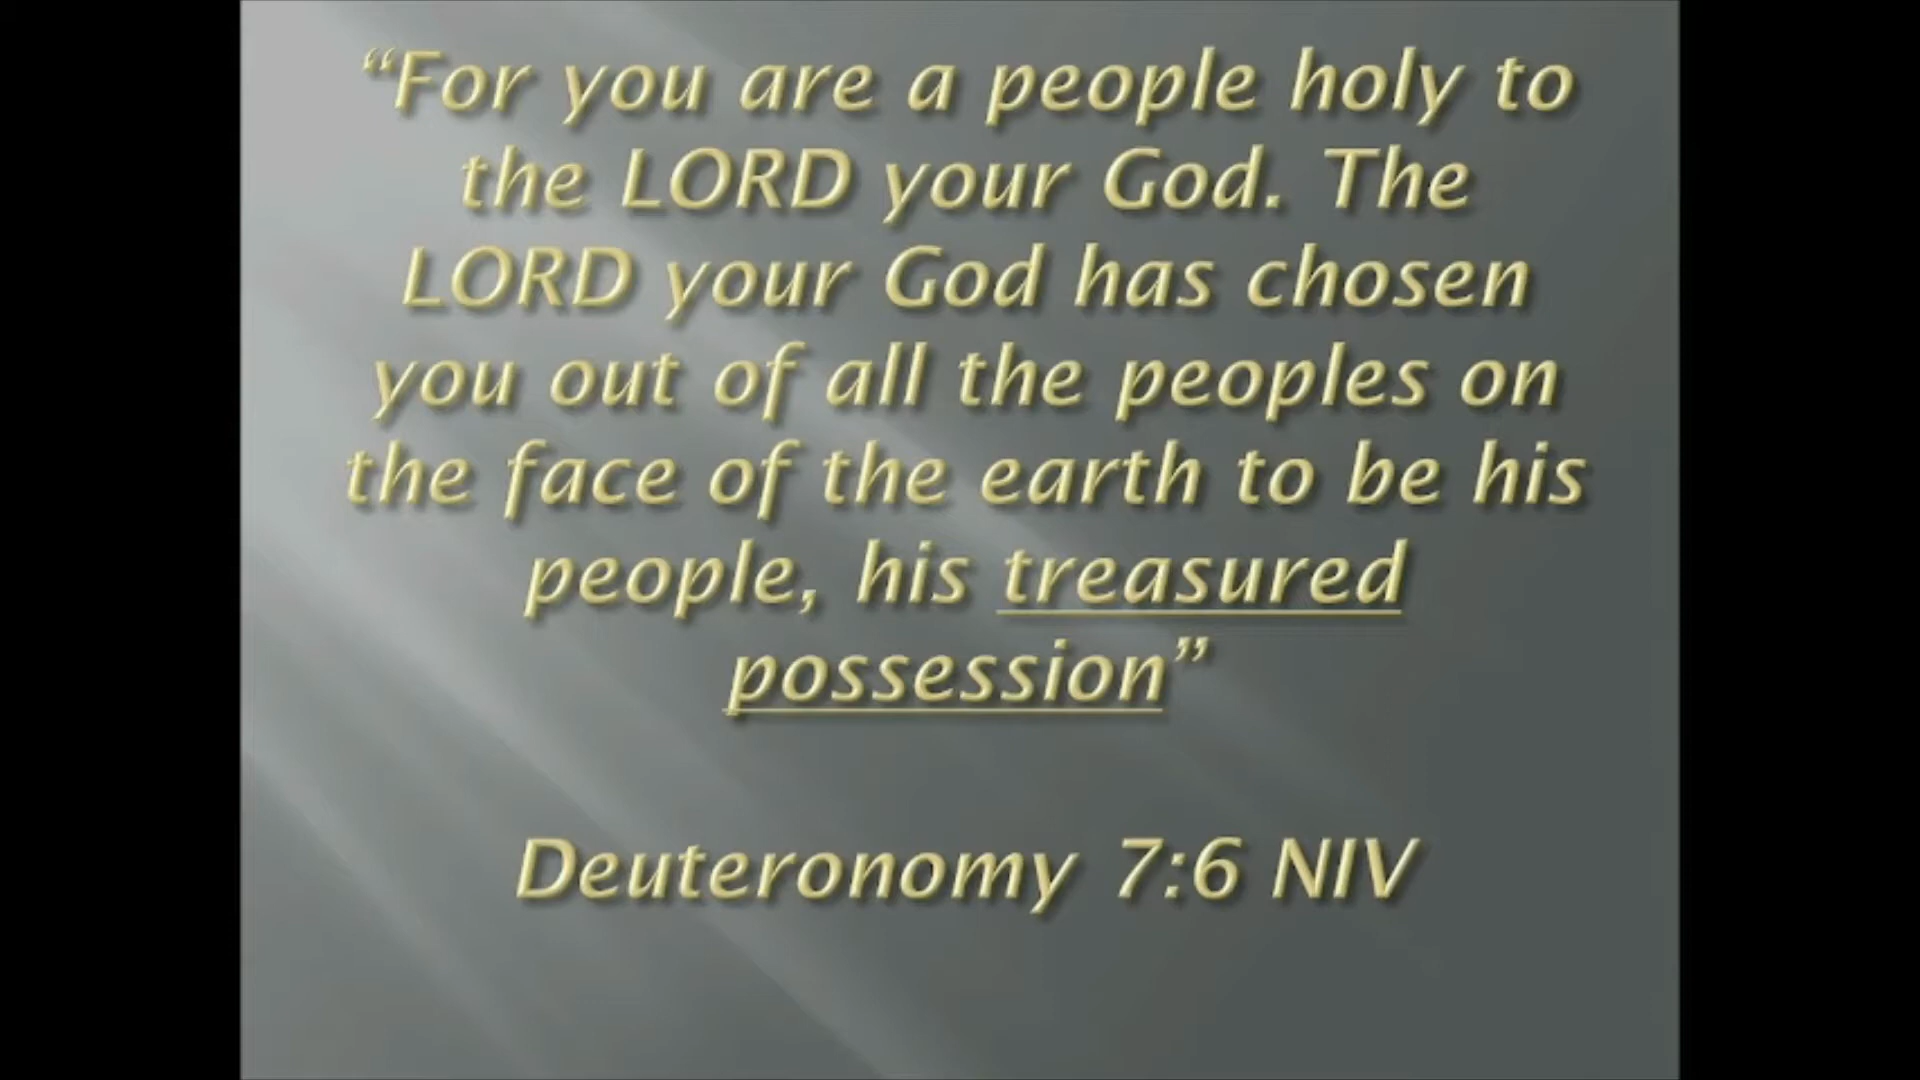 “For you are a people holy to
the LORD your God. The
LORD your God has chosen
you out of all the peoples on
the face of the earth to be his
people, his treasured
possession”
Deuteronomy 7:6 NIV